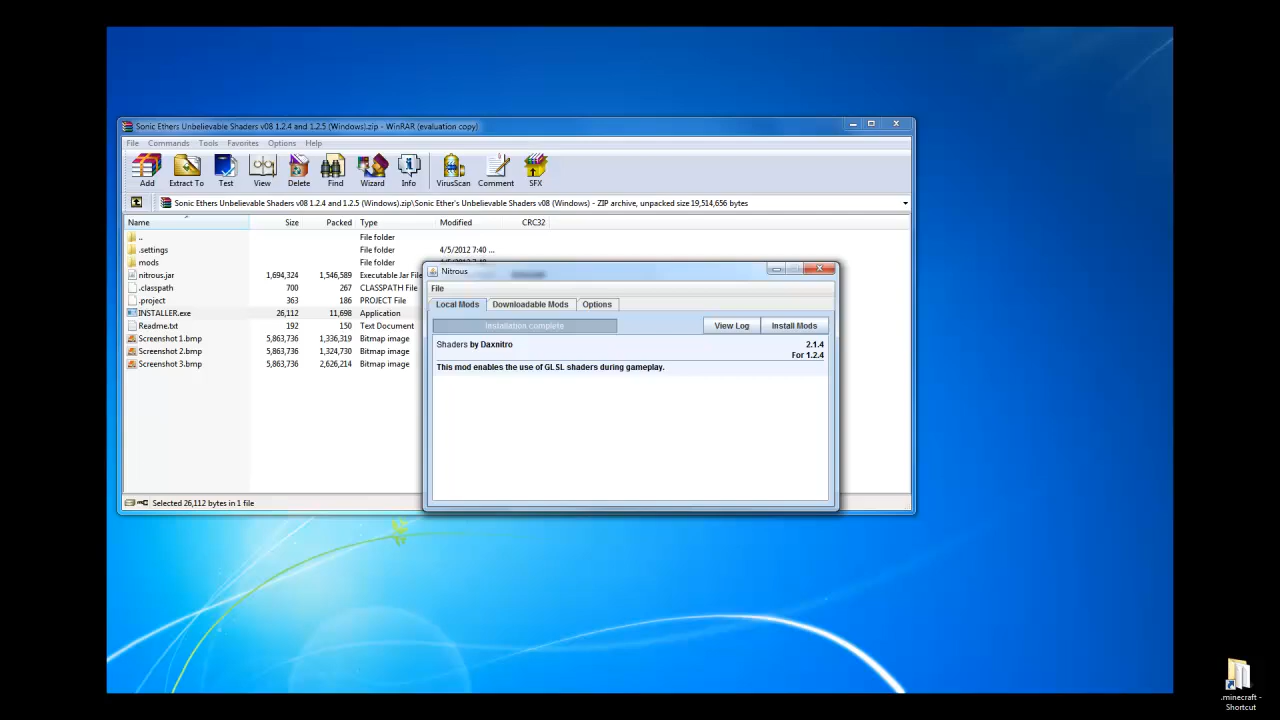 Sonic Ethers Unbelievable Shaders v08 1.2.4 and 1.2.5 (Windows).zip - WinRAR (evaluation copy)
File Commands Tools Favorites Options Help
Add Extract To Test View Delete Find Wizard Info VirusScan Comment SFX
Sonic Ethers Unbelievable Shaders v08 1.2.4 and 1.2.5 (Windows).zip\Sonic Ether's Unbelievable Shaders v08 (Windows) - ZIP archive, unpacked size 19,514,656 bytes
Name Size Packed Type Modified CRC32
.. File folder
.settings File folder 4/5/2012 7:40 ...
mods File folder
nitrous.jar 1,694,324 1,546,589 Executable Jar File
.classpath 700 267 CLASSPATH File
.project 363 186 PROJECT File
INSTALLER.exe 26,112 11,698 Application
Readme.txt 192 150 Text Document
Screenshot 1.bmp 5,863,736 1,336,319 Bitmap image
Screenshot 2.bmp 5,863,736 1,324,730 Bitmap image
Screenshot 3.bmp 5,863,736 2,626,214 Bitmap image
Selected 26,112 bytes in 1 file
Nitrous
File
Local Mods Downloadable Mods Options
Installation complete View Log Install Mods
Shaders by Daxnitro 2.1.4
For 1.2.4
This mod enables the use of GLSL shaders during gameplay.
.minecraft -
Shortcut